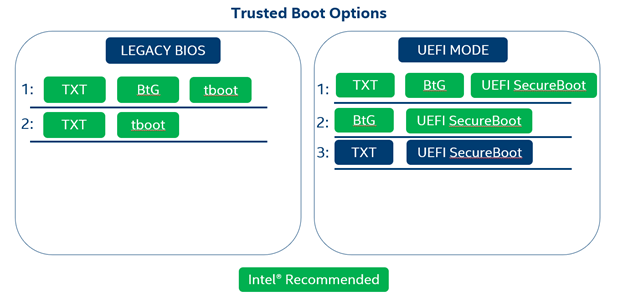 Trusted Boot Options
LEGACY BIOS
1: TXT BtG tboot
2: TXT tboot
UEFI MODE
1: TXT BtG UEFI SecureBoot
2: BtG UEFI SecureBoot
3: TXT UEFI SecureBoot
Intel® Recommended